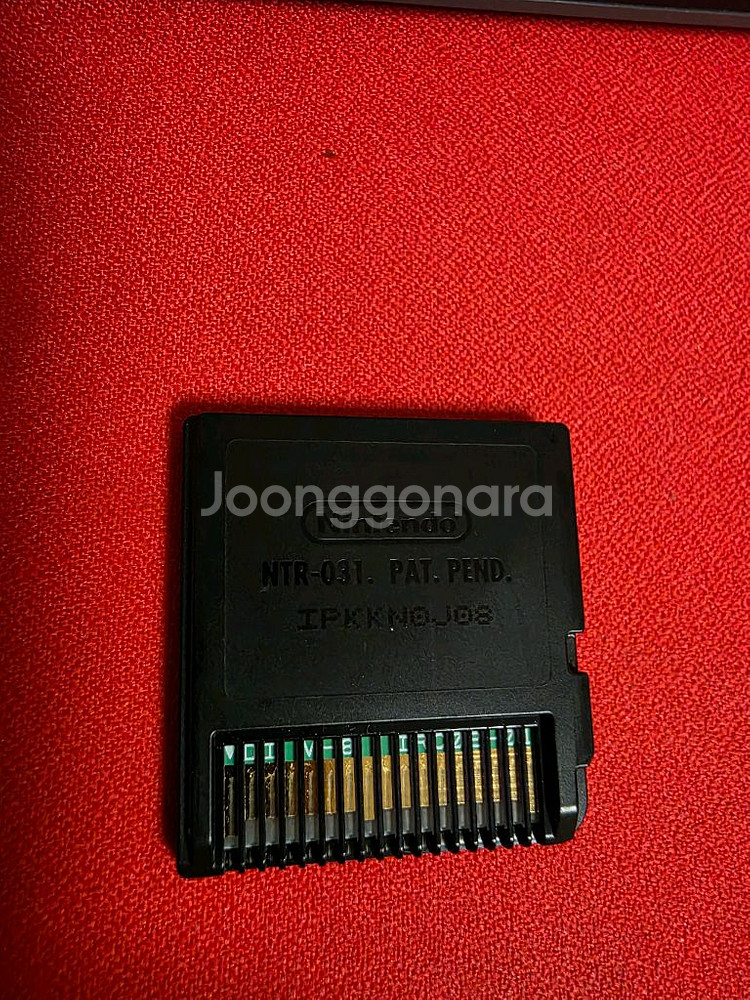 Joonggonara
Nintendo
NTR-031. PAT. PEND.
IPKKN0J08